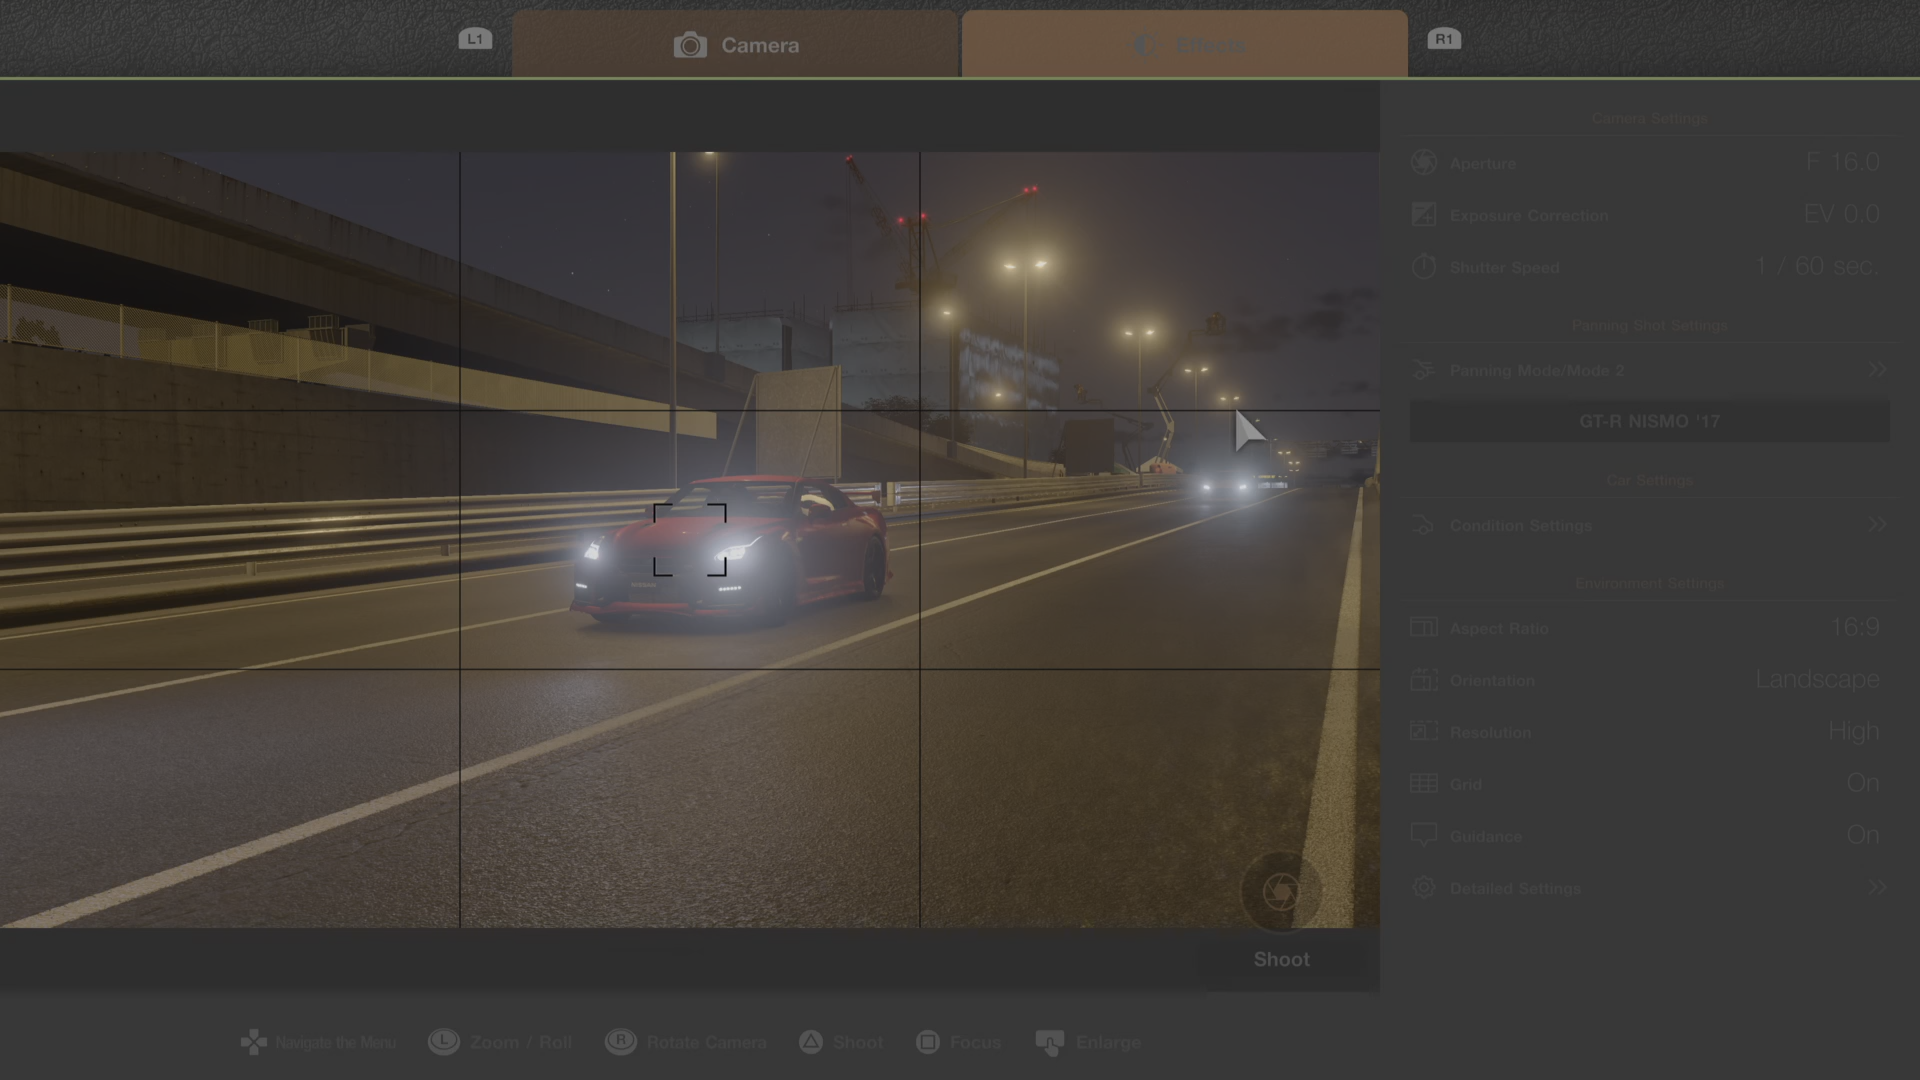 L1
Camera
Effects
R1
Camera Settings
Aperture F 16.0
Exposure Correction EV 0.0
Shutter Speed 1 / 60 sec.
Panning Shot Settings
Panning Mode/Mode 2
GT-R NISMO '17
Car Settings
Condition Settings
Environment Settings
Aspect Ratio 16:9
Orientation Landscape
Resolution High
Grid On
Guidance On
Detailed Settings
Shoot
Navigate the Menu L Zoom / Roll R Rotate Camera Shoot Focus Enlarge